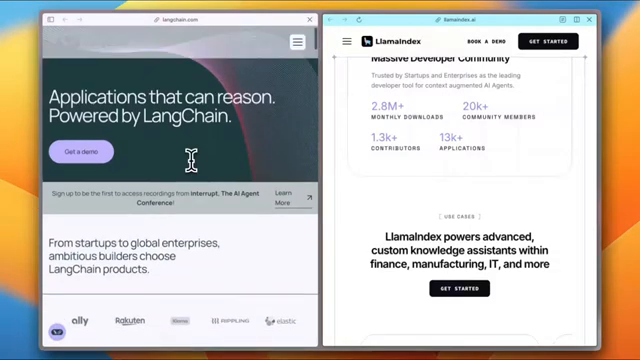 langchain.com
Applications that can reason.
Powered by LangChain.
Get a demo
Sign up to be the first to access recordings from Interrupt, The AI Agent
Conference!
Learn
More
From startups to global enterprises,
ambitious builders choose
LangChain products.
ally
Rakuten
Klarna
RIPPLING
elastic
llamaindex.ai
LlamaIndex
BOOK A DEMO
GET STARTED
Massive Developer Community
Trusted by Startups and Enterprises as the leading
developer tool for context augmented AI Agents.
2.8M+
MONTHLY DOWNLOADS
20k+
COMMUNITY MEMBERS
1.3k+
CONTRIBUTORS
13k+
APPLICATIONS
[ USE CASES ]
LlamaIndex powers advanced,
custom knowledge assistants within
finance, manufacturing, IT, and more
GET STARTED